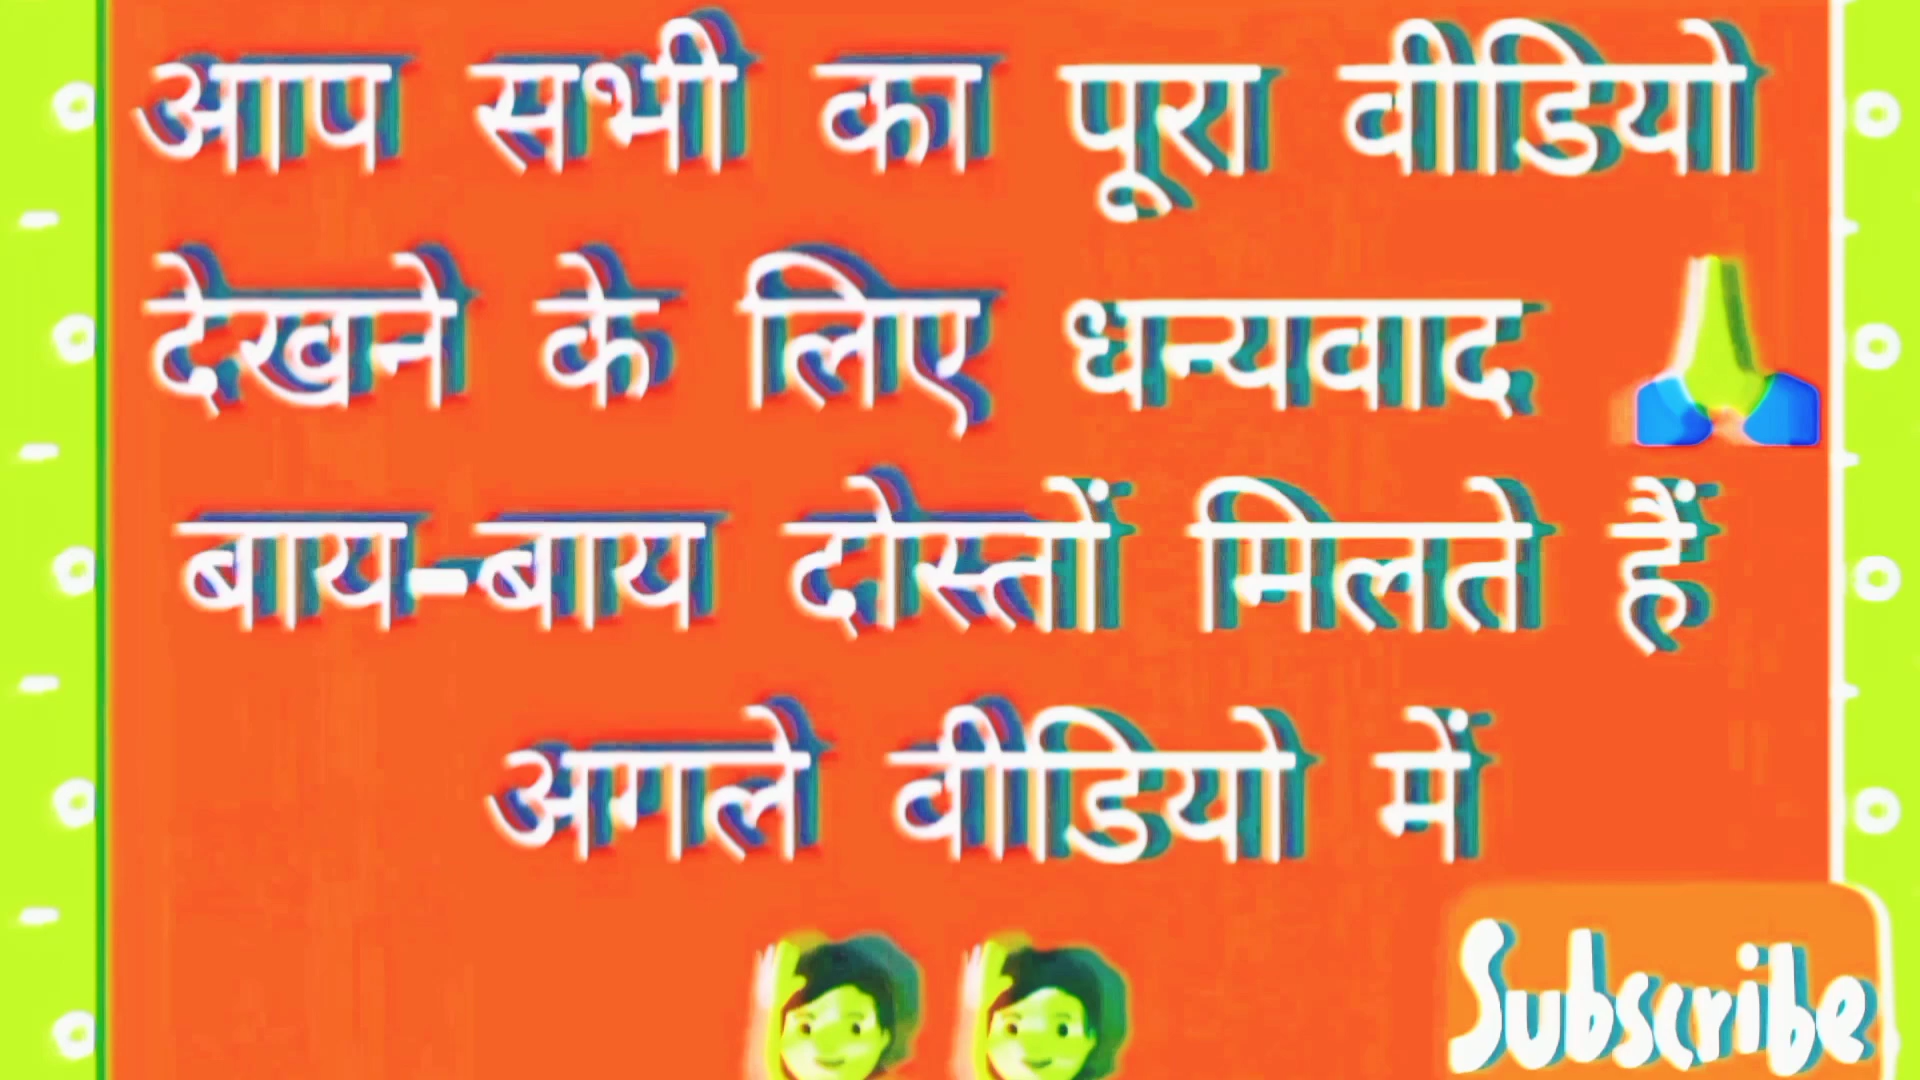 आप सभी का पूरा वीडियो
देखने के लिए धन्यवाद 🙏
बाय-बाय दोस्तों मिलते हैं
अगले वीडियो में
🙋🙋
Subscribe